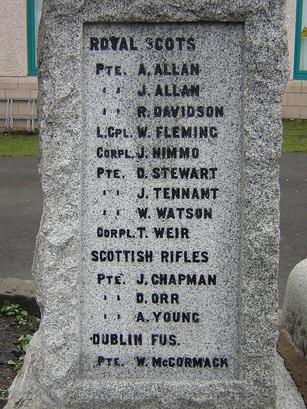 ROYAL SCOTS
PTE. A. ALLAN
" J. ALLAN
" R. DAVIDSON
L.CPL. W. FLEMING
CORPL. J. NIMMO
PTE. D. STEWART
" J. TENNANT
" W. WATSON
CORPL. T. WEIR
SCOTTISH RIFLES
PTE. J. CHAPMAN
" D. ORR
" A. YOUNG
DUBLIN FUS.
PTE. W. McCORMACK